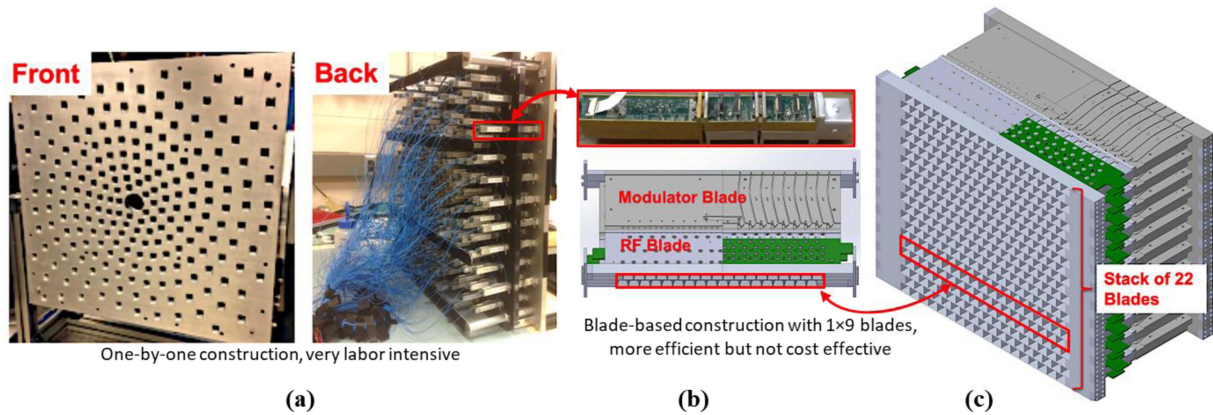 Front
Back
Modulator Blade
RF Blade
Stack of 22
Blades
One-by-one construction, very labor intensive
Blade-based construction with 1×9 blades,
more efficient but not cost effective
(a)
(b)
(c)